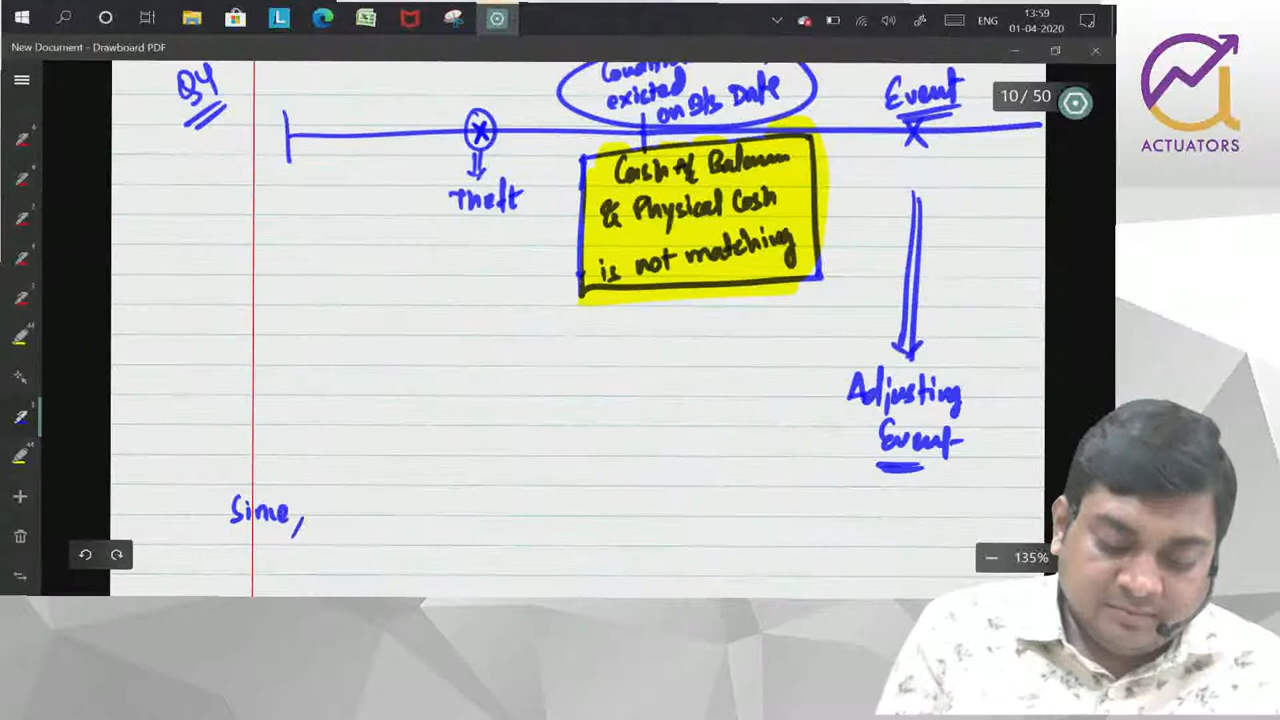 13:59
ENG
01-04-2020
New Document - Drawboard PDF
10 / 50
Q4
existed
on B/s Date
Event
Theft
Cash A/c Balance
& Physical Cash
is not matching
Adjusting
Event
Since,
135%
ACTUATORS